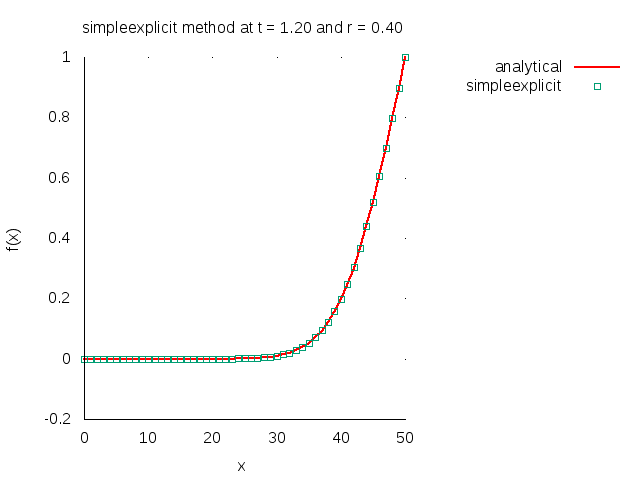 simpleexplicit method at t = 1.20 and r = 0.40
analytical
simpleexplicit
1
0.8
0.6
0.4
0.2
0
-0.2
f(x)
0 10 20 30 40 50
x